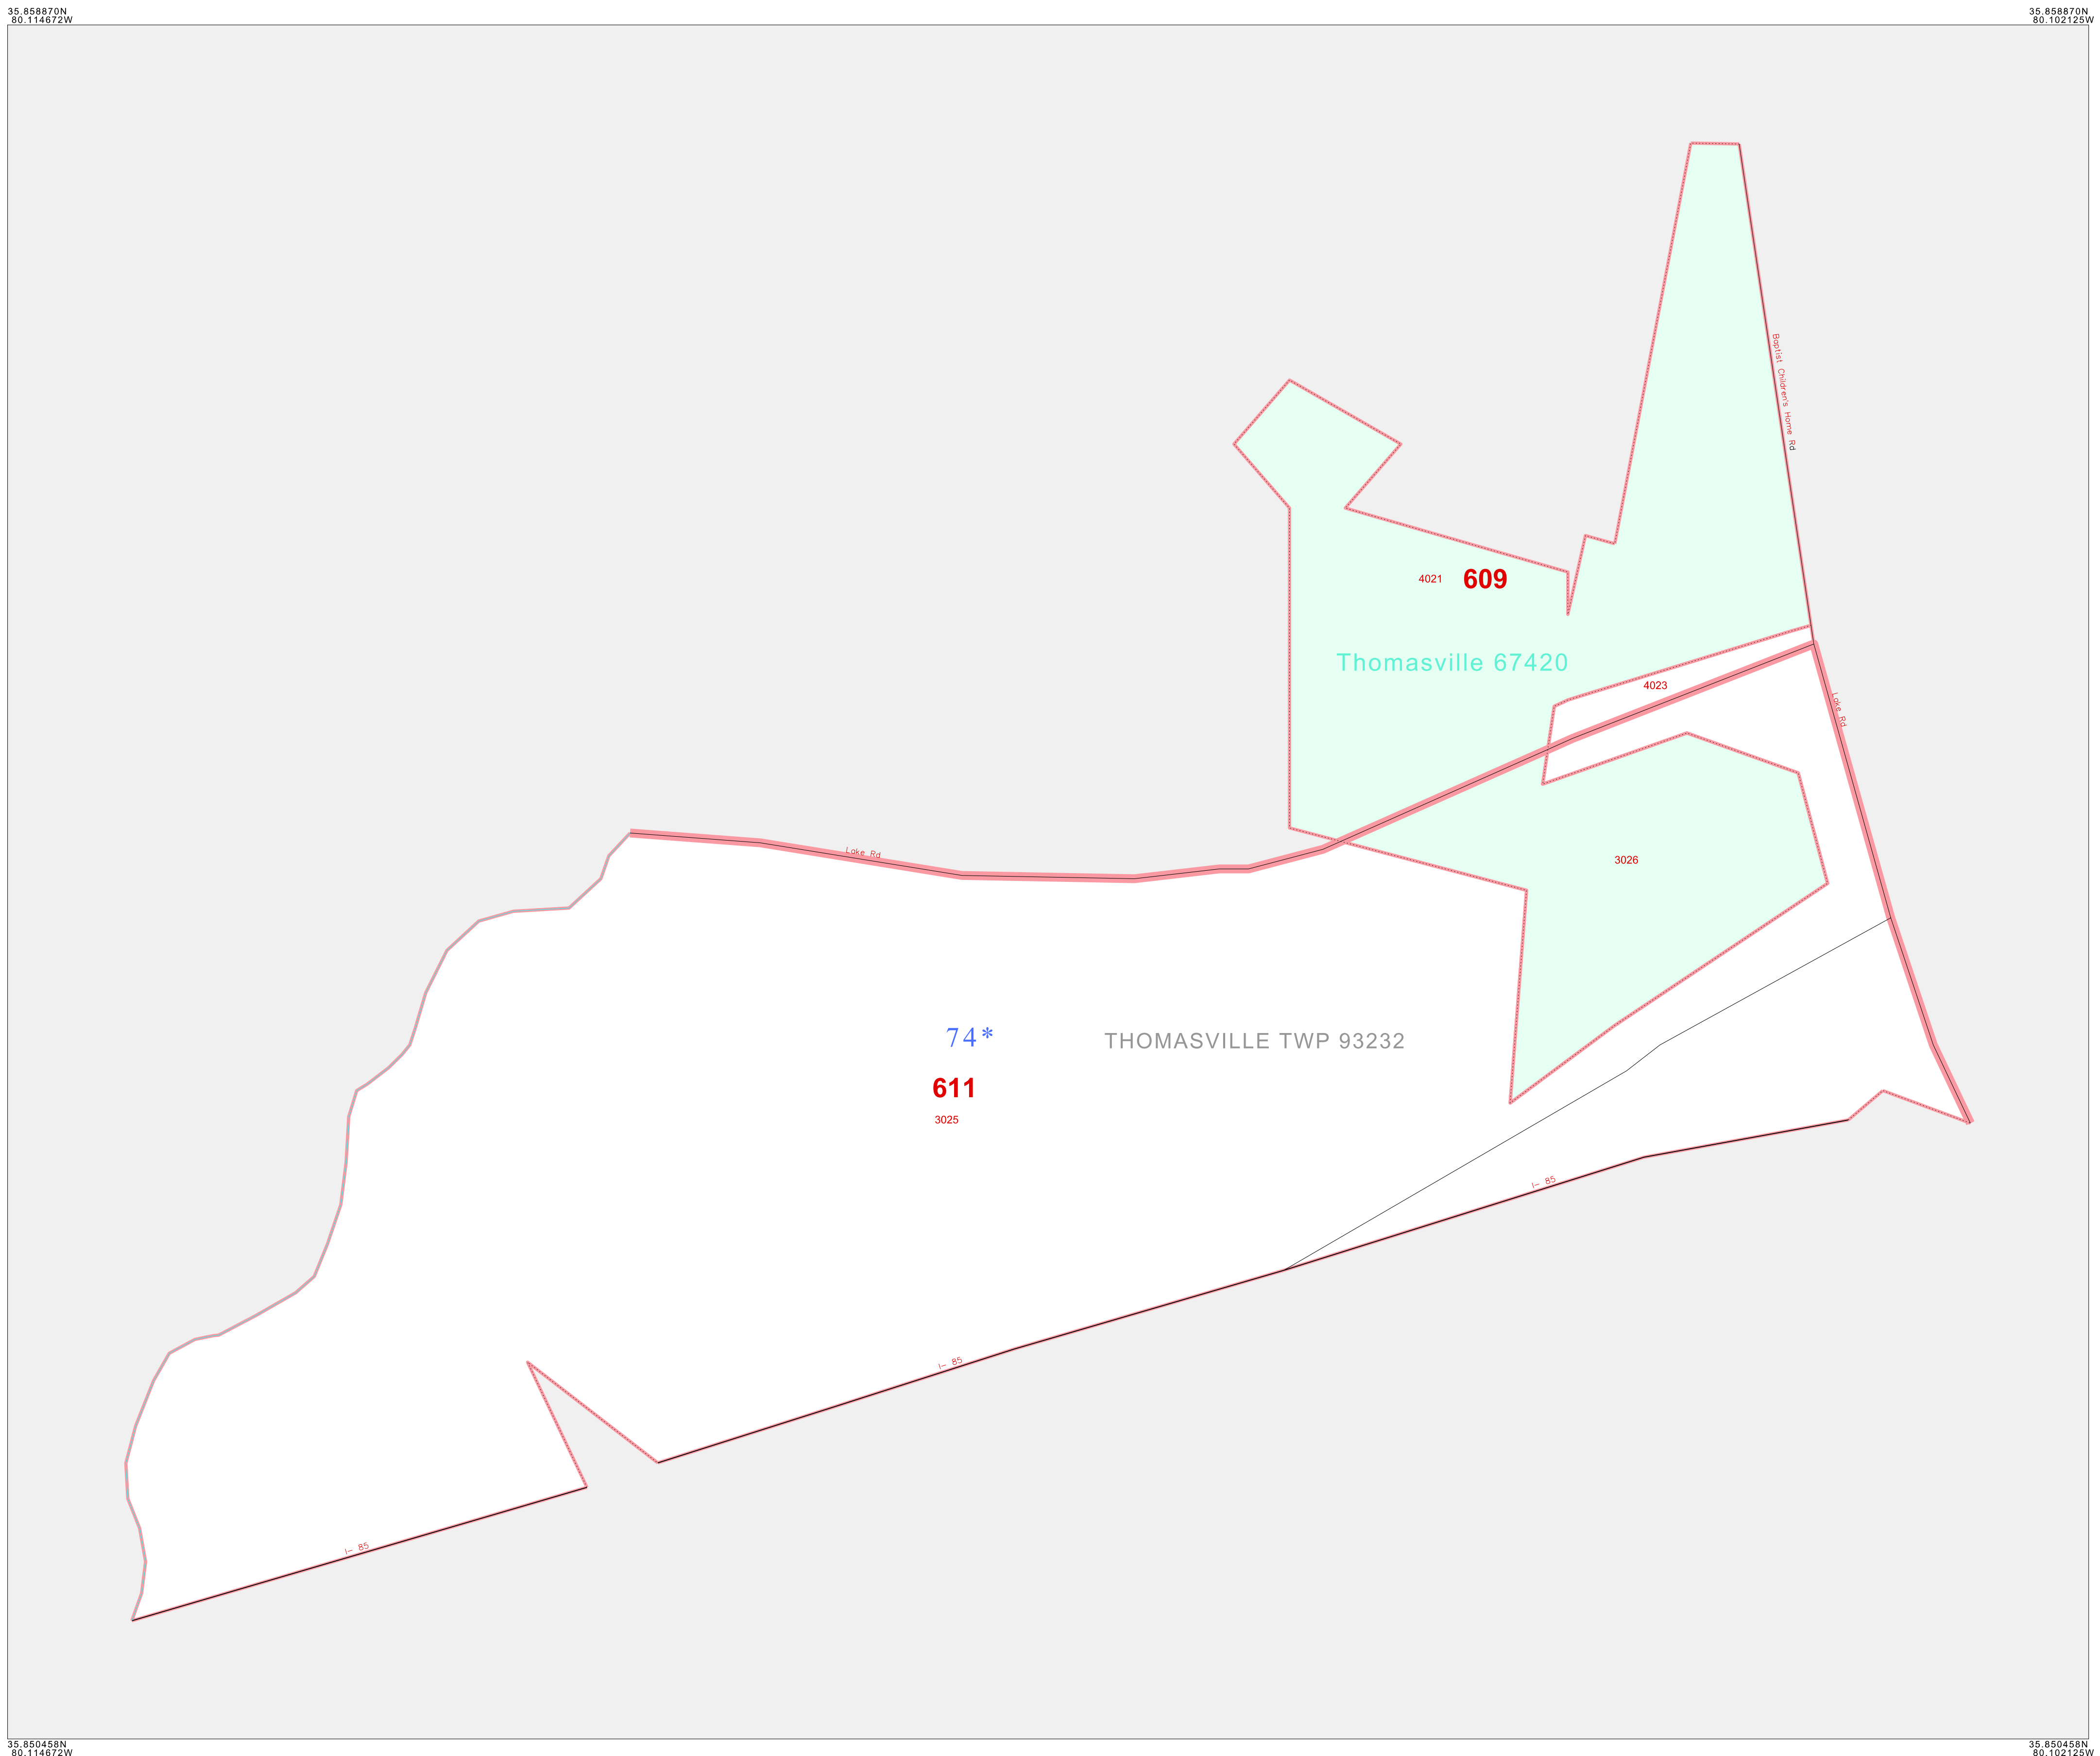 35.858870N
80.114672W
35.858870N
80.102125W
Baptist Children's Home Rd
4021 609
Thomasville 67420
4023
Lake Rd
Lake Rd
3026
74*
THOMASVILLE TWP 93232
611
3025
I- 85
I- 85
I- 85
35.850458N
80.114672W
35.850458N
80.102125W